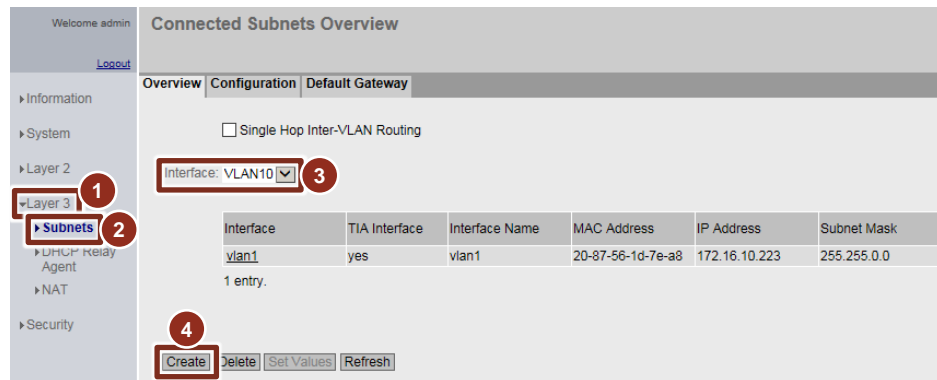 Welcome admin
Logout
Connected Subnets Overview
Overview Configuration Default Gateway
Information
System
Layer 2
Layer 3
1
Subnets
2
DHCP Relay
Agent
NAT
Security
Single Hop Inter-VLAN Routing
Interface: VLAN10
3
Interface TIA Interface Interface Name MAC Address IP Address Subnet Mask
vlan1 yes vlan1 20-87-56-1d-7e-a8 172.16.10.223 255.255.0.0
1 entry.
4
Create Delete Set Values Refresh